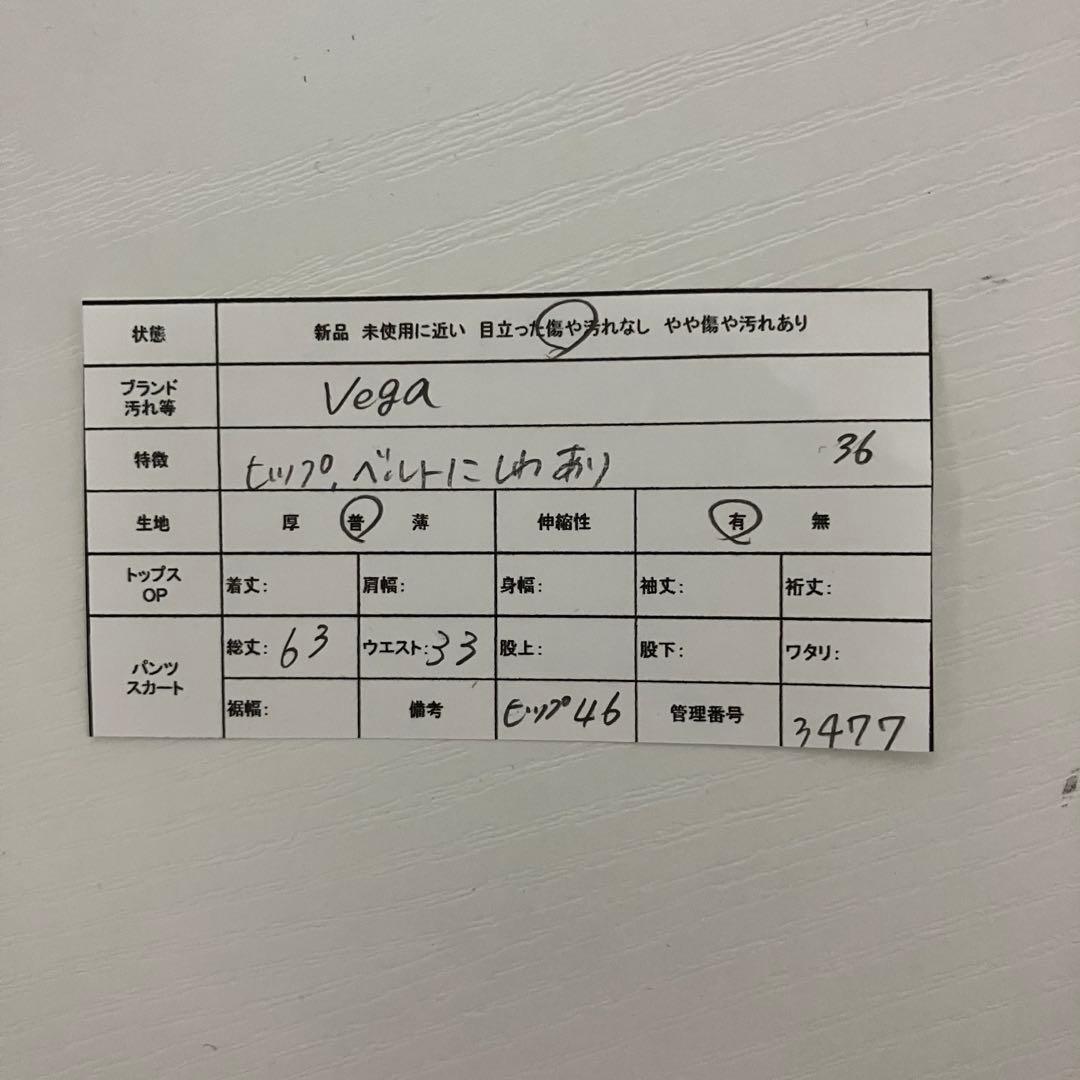 状態 新品 未使用に近い 目立った傷や汚れなし やや傷や汚れあり
ブランド
汚れ等 Vega
特徴 ヒップ、ベルトにしわあり 36
生地 厚 普 薄 伸縮性 有 無
トップス
OP 着丈: 肩幅: 身幅: 袖丈: 裄丈:
パンツ
スカート 総丈:63 ウエスト:33 股上: 股下: ワタリ:
裾幅: 備考 ヒップ46 管理番号 3477